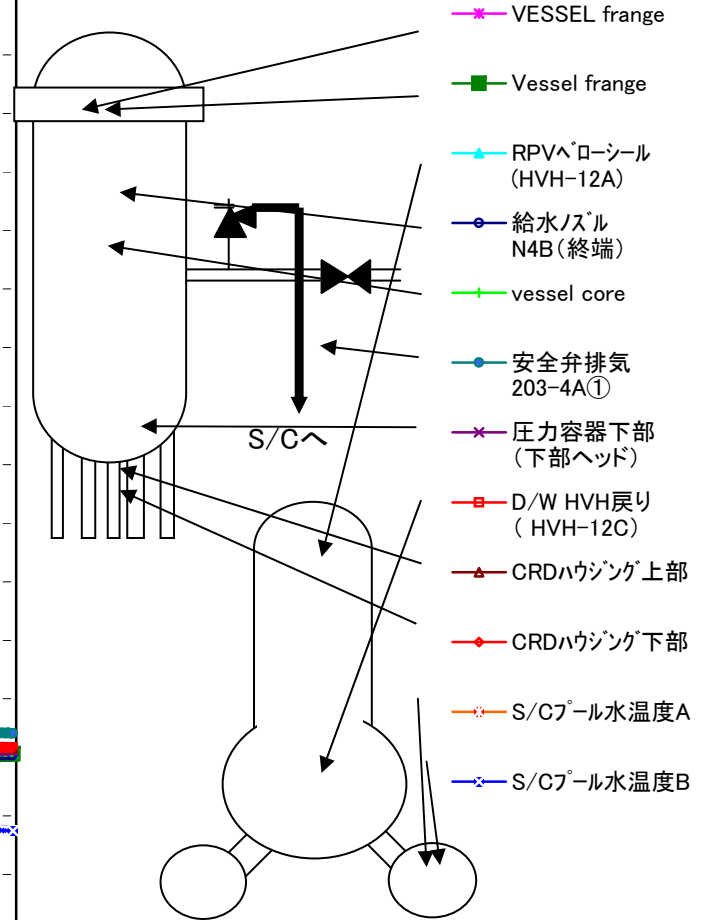 VESSEL frange
Vessel frange
RPVベローシール
(HVH-12A)
給水ノズル
N4B(終端)
vessel core
安全弁排気
203-4A①
圧力容器下部
(下部ヘッド)
D/W HVH戻り
( HVH-12C)
CRDハウジング上部
CRDハウジング下部
S/Cプール水温度A
S/Cプール水温度B
S/Cへ